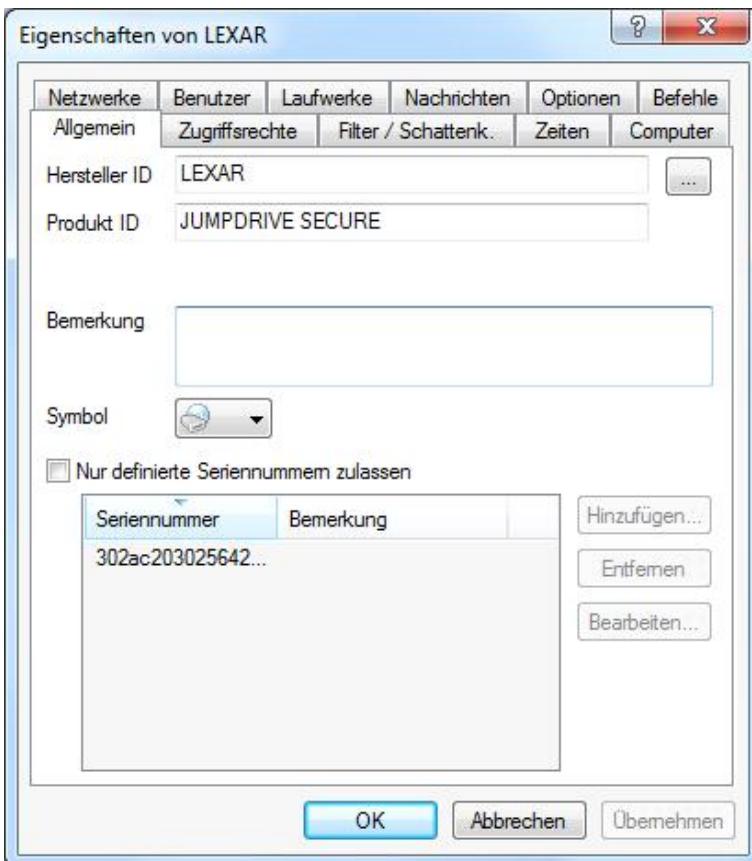 Eigenschaften von LEXAR
Netzwerke Benutzer Laufwerke Nachrichten Optionen Befehle
Allgemein Zugriffsrechte Filter / Schattenk. Zeiten Computer
Hersteller ID LEXAR ...
Produkt ID JUMPDRIVE SECURE
Bemerkung
Symbol
Nur definierte Seriennummern zulassen
Seriennummer Bemerkung Hinzufügen...
302ac203025642...
Entfernen
Bearbeiten...
OK Abbrechen Übernehmen